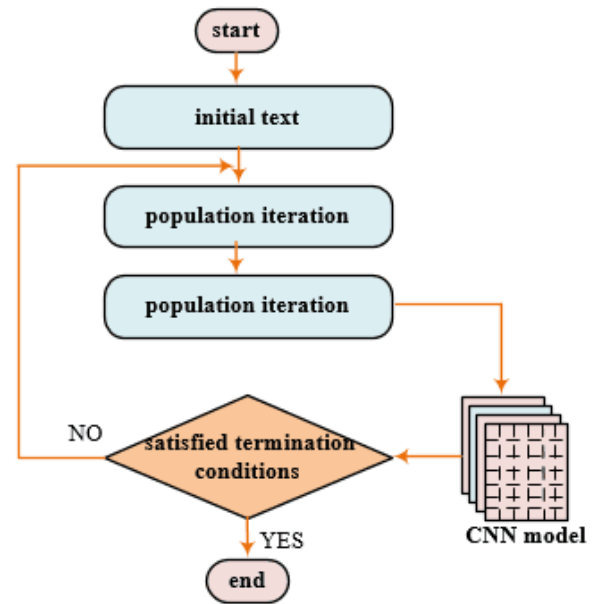 start
initial text
population iteration
population iteration
NO
satisfied termination
conditions
CNN model
YES
end